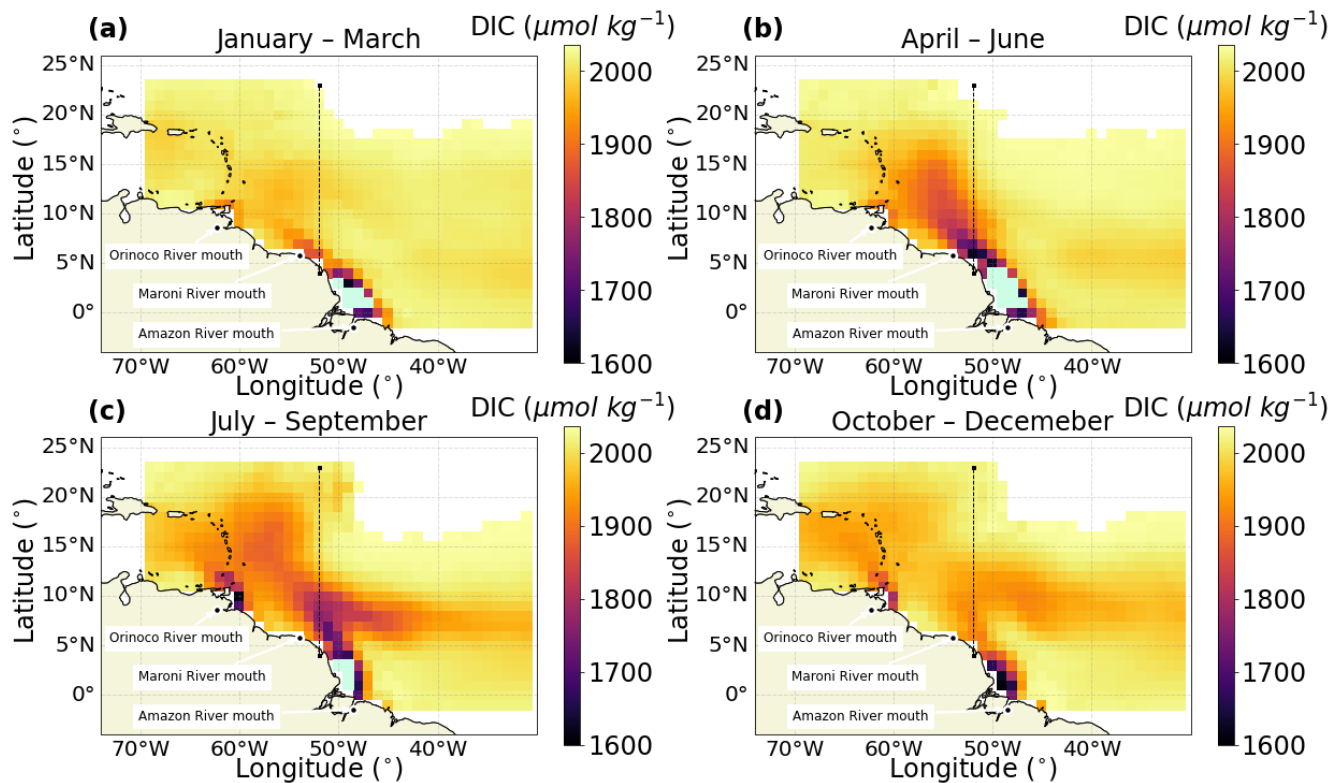 (a)
January – March
DIC (μmol kg⁻¹)
25°N
20°N
15°N
10°N
5°N
0°
Latitude (°)
Orinoco River mouth
Maroni River mouth
Amazon River mouth
70°W 60°W 50°W 40°W
Longitude (°)
2000
1900
1800
1700
1600
(b)
April – June
DIC (μmol kg⁻¹)
25°N
20°N
15°N
10°N
5°N
0°
Latitude (°)
Orinoco River mouth
Maroni River mouth
Amazon River mouth
70°W 60°W 50°W 40°W
Longitude (°)
2000
1900
1800
1700
1600
(c)
July – September
DIC (μmol kg⁻¹)
25°N
20°N
15°N
10°N
5°N
0°
Latitude (°)
Orinoco River mouth
Maroni River mouth
Amazon River mouth
70°W 60°W 50°W 40°W
Longitude (°)
2000
1900
1800
1700
1600
(d)
October – Decemeber
DIC (μmol kg⁻¹)
25°N
20°N
15°N
10°N
5°N
0°
Latitude (°)
Orinoco River mouth
Maroni River mouth
Amazon River mouth
70°W 60°W 50°W 40°W
Longitude (°)
2000
1900
1800
1700
1600